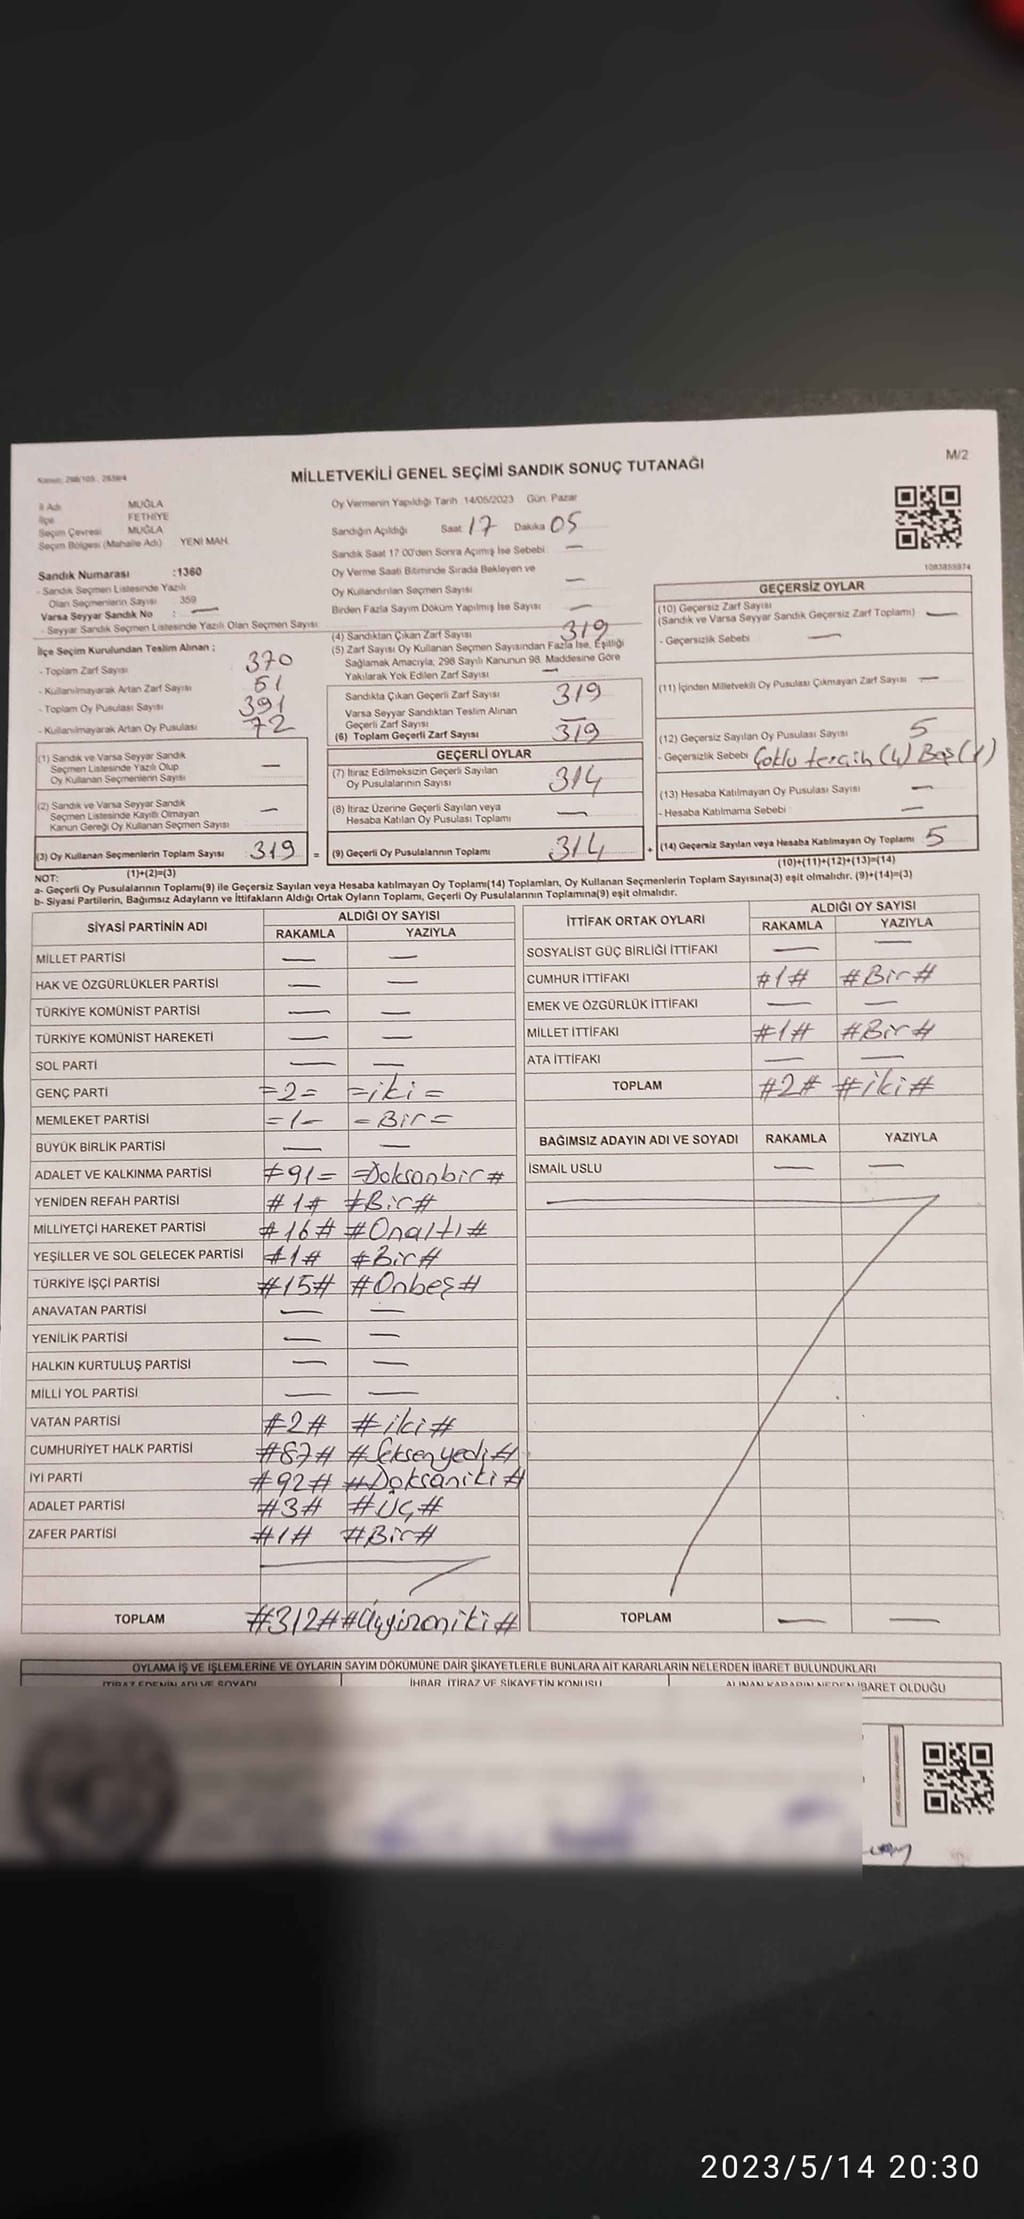 M/2
MİLLETVEKİLİ GENEL SEÇİMİ SANDIK SONUÇ TUTANAĞI
İl Adı MUĞLA
İlçe FETHİYE
Seçim Çevresi MUĞLA
Seçim Bölgesi (Mahalle Adı) YENİ MAH.
Sandık Numarası :1360
- Sandık Seçmen Listesinde Yazılı
Olan Seçmenlerin Sayısı : 359
Varsa Seyyar Sandık No : —
- Seyyar Sandık Seçmen Listesinde Yazılı Olan Seçmen Sayısı:
İlçe Seçim Kurulundan Teslim Alınan ;
- Toplam Zarf Sayısı 370
- Kullanılmayarak Artan Zarf Sayısı 51
- Toplam Oy Pusulası Sayısı 391
- Kullanılmayarak Artan Oy Pusulası 72
(1) Sandık ve Varsa Seyyar Sandık
Seçmen Listesinde Yazılı Olup
Oy Kullanan Seçmenlerin Sayısı —
(2) Sandık ve Varsa Seyyar Sandık
Seçmen Listesinde Kayıtlı Olmayan
Kanun Gereği Oy Kullanan Seçmen Sayısı —
(3) Oy Kullanan Seçmenlerin Toplam Sayısı 319 =
(1)+(2)=(3)
Oy Vermenin Yapıldığı Tarih 14/05/2023 Gün: Pazar
Sandığın Açıldığı Saat 17 Dakika 05
Sandık Saat 17:00'den Sonra Açımış İse Sebebi : —
Oy Verme Saati Bitiminde Sırada Bekleyen ve
Oy Kullandırılan Seçmen Sayısı —
Birden Fazla Sayım Döküm Yapılmış İse Sayısı : —
(4) Sandıktan Çıkan Zarf Sayısı 319
(5) Zarf Sayısı Oy Kullanan Seçmen Sayısından Fazla İse, Eşitliği
Sağlamak Amacıyla, 298 Sayılı Kanunun 98. Maddesine Göre
Yakılarak Yok Edilen Zarf Sayısı —
Sandıkta Çıkan Geçerli Zarf Sayısı 319
Varsa Seyyar Sandıktan Teslim Alınan
Geçerli Zarf Sayısı —
(6) Toplam Geçerli Zarf Sayısı 319
GEÇERLİ OYLAR
(7) İtiraz Edilmeksizin Geçerli Sayılan
Oy Pusulalarının Sayısı 314
(8) İtiraz Üzerine Geçerli Sayılan veya
Hesaba Katılan Oy Pusulası Toplamı —
(9) Geçerli Oy Pusulalarının Toplamı 314 +
1083855974
GEÇERSİZ OYLAR
(10) Geçersiz Zarf Sayısı
(Sandık ve Varsa Seyyar Sandık Geçersiz Zarf Toplamı) —
- Geçersizlik Sebebi —
(11) İçinden Milletvekili Oy Pusulası Çıkmayan Zarf Sayısı —
(12) Geçersiz Sayılan Oy Pusulası Sayısı 5
- Geçersizlik Sebebi Çoklu tercih (4) Boş (1)
(13) Hesaba Katılmayan Oy Pusulası Sayısı —
- Hesaba Katılmama Sebebi : —
(14) Geçersiz Sayılan veya Hesaba Katılmayan Oy Toplamı 5
(10)+(11)+(12)+(13)=(14)
NOT:
a- Geçerli Oy Pusulalarının Toplamı(9) ile Geçersiz Sayılan veya Hesaba katılmayan Oy Toplamı(14) Toplamları, Oy Kullanan Seçmenlerin Toplam Sayısına(3) eşit olmalıdır. (9)+(14)=(3)
b- Siyasi Partilerin, Bağımsız Adayların ve İttifakların Aldığı Ortak Oyların Toplamı, Geçerli Oy Pusulalarının Toplamına(9) eşit olmalıdır.
SİYASİ PARTİNİN ADI ALDIĞI OY SAYISI
RAKAMLA YAZIYLA
MİLLET PARTİSİ — —
HAK VE ÖZGÜRLÜKLER PARTİSİ — —
TÜRKİYE KOMÜNİST PARTİSİ — —
TÜRKİYE KOMÜNİST HAREKETİ — —
SOL PARTİ — —
GENÇ PARTİ =2= =iki=
MEMLEKET PARTİSİ =1= =Bir=
BÜYÜK BİRLİK PARTİSİ — —
ADALET VE KALKINMA PARTİSİ #91= =Doksanbir#
YENİDEN REFAH PARTİSİ #1# #Bir#
MİLLİYETÇİ HAREKET PARTİSİ #16# #Onaltı#
YEŞİLLER VE SOL GELECEK PARTİSİ #1# #Bir#
TÜRKİYE İŞÇİ PARTİSİ #15# #Onbeş#
ANAVATAN PARTİSİ — —
YENİLİK PARTİSİ — —
HALKIN KURTULUŞ PARTİSİ — —
MİLLİ YOL PARTİSİ — —
VATAN PARTİSİ #2# #iki#
CUMHURİYET HALK PARTİSİ #87# #Seksenyedi#
İYİ PARTİ #92# #Doksaniki#
ADALET PARTİSİ #3# #Üç#
ZAFER PARTİSİ #1# #Bir#
TOPLAM #312# #Üçyüzoniki#
İTTİFAK ORTAK OYLARI ALDIĞI OY SAYISI
RAKAMLA YAZIYLA
SOSYALİST GÜÇ BİRLİĞİ İTTİFAKI — —
CUMHUR İTTİFAKI #1# #Bir#
EMEK VE ÖZGÜRLÜK İTTİFAKI — —
MİLLET İTTİFAKI #1# #Bir#
ATA İTTİFAKI — —
TOPLAM #2# #iki#
BAĞIMSIZ ADAYIN ADI VE SOYADI RAKAMLA YAZIYLA
İSMAİL USLU — —
TOPLAM — —
OYLAMA İŞ VE İŞLEMLERİNE VE OYLARIN SAYIM DÖKÜMÜNE DAİR ŞİKAYETLERLE BUNLARA AİT KARARLARIN NELERDEN İBARET BULUNDUKLARI
İTİRAZ EDENİN ADI VE SOYADI İHBAR, İTİRAZ VE ŞİKAYETİN KONUSU ALINAN KARARIN NEDEN İBARET OLDUĞU
2023/5/14 20:30